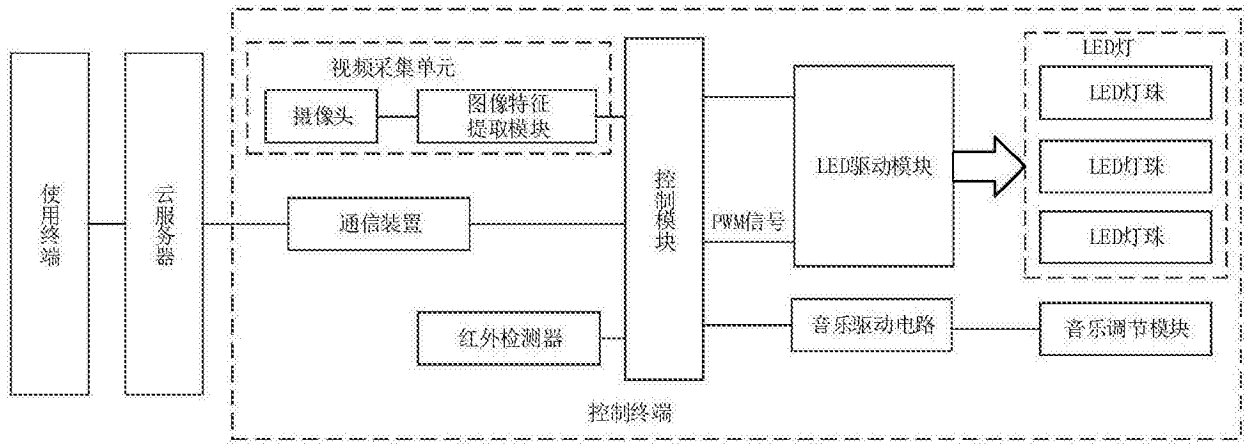 使用终端
云服务器
视频采集单元
摄像头
图像特征
提取模块
通信装置
红外检测器
控制模块
PWM信号
LED驱动模块
LED灯
LED灯珠
LED灯珠
LED灯珠
音乐驱动电路
音乐调节模块
控制终端